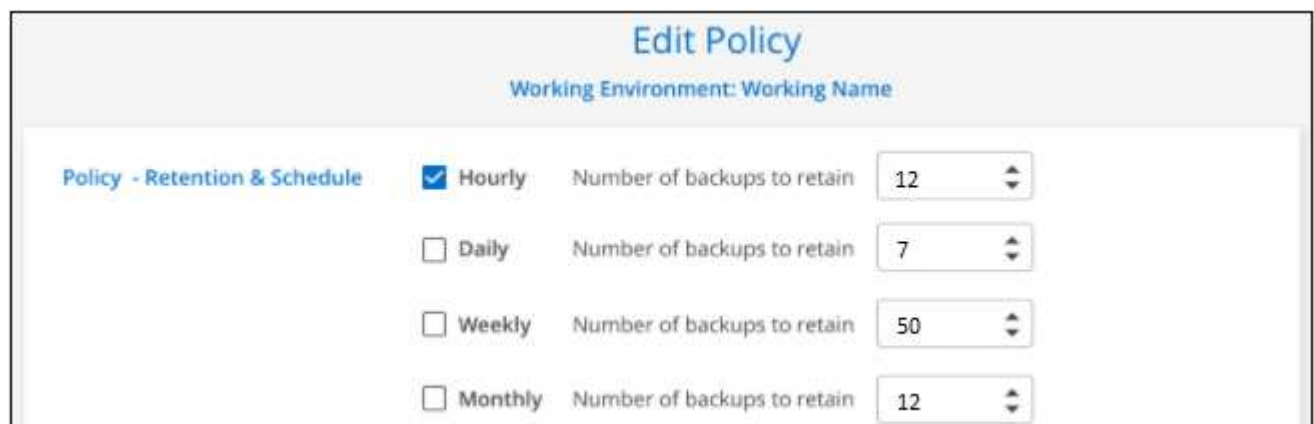 Edit Policy
Working Environment: Working Name
Policy - Retention & Schedule Hourly Number of backups to retain 12
Daily Number of backups to retain 7
Weekly Number of backups to retain 50
Monthly Number of backups to retain 12